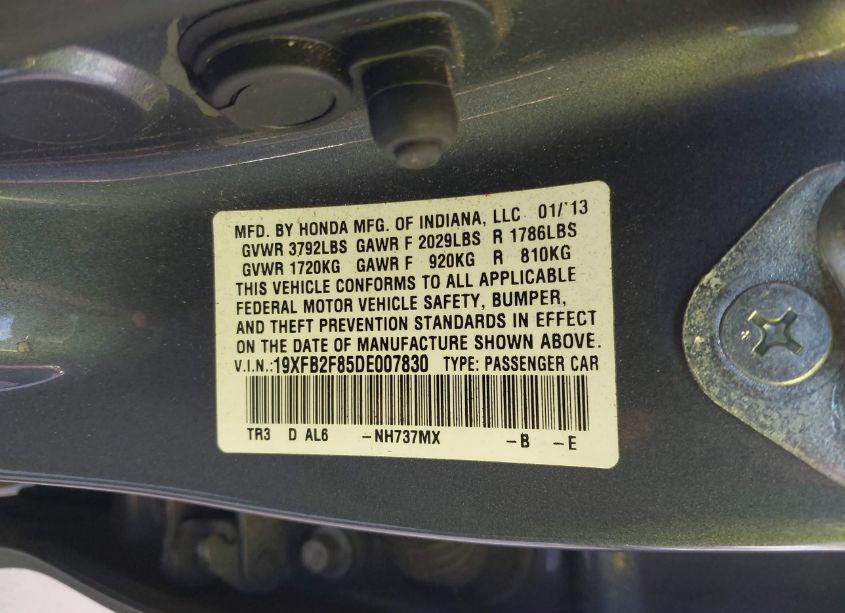 MFD. BY HONDA MFG. OF INDIANA, LLC 01/'13
GVWR 3792LBS GAWR F 2029LBS R 1786LBS
GVWR 1720KG GAWR F 920KG R 810KG
THIS VEHICLE CONFORMS TO ALL APPLICABLE
FEDERAL MOTOR VEHICLE SAFETY, BUMPER,
AND THEFT PREVENTION STANDARDS IN EFFECT
ON THE DATE OF MANUFACTURE SHOWN ABOVE.
V.I.N.:19XFB2F85DE007830 TYPE: PASSENGER CAR
TR3 D AL6 -NH737MX -B -E